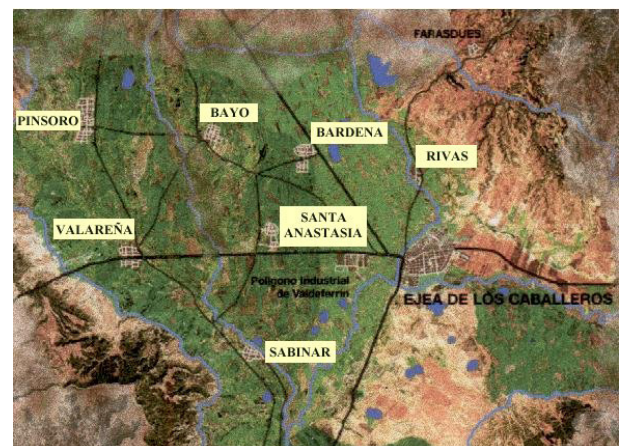 FARASDUES
PINSORO
BAYO
BARDENA
RIVAS
VALAREÑA
SANTA
ANASTASIA
Polígono Industrial
de Valdeferrín
EJEA DE LOS CABALLEROS
SABINAR